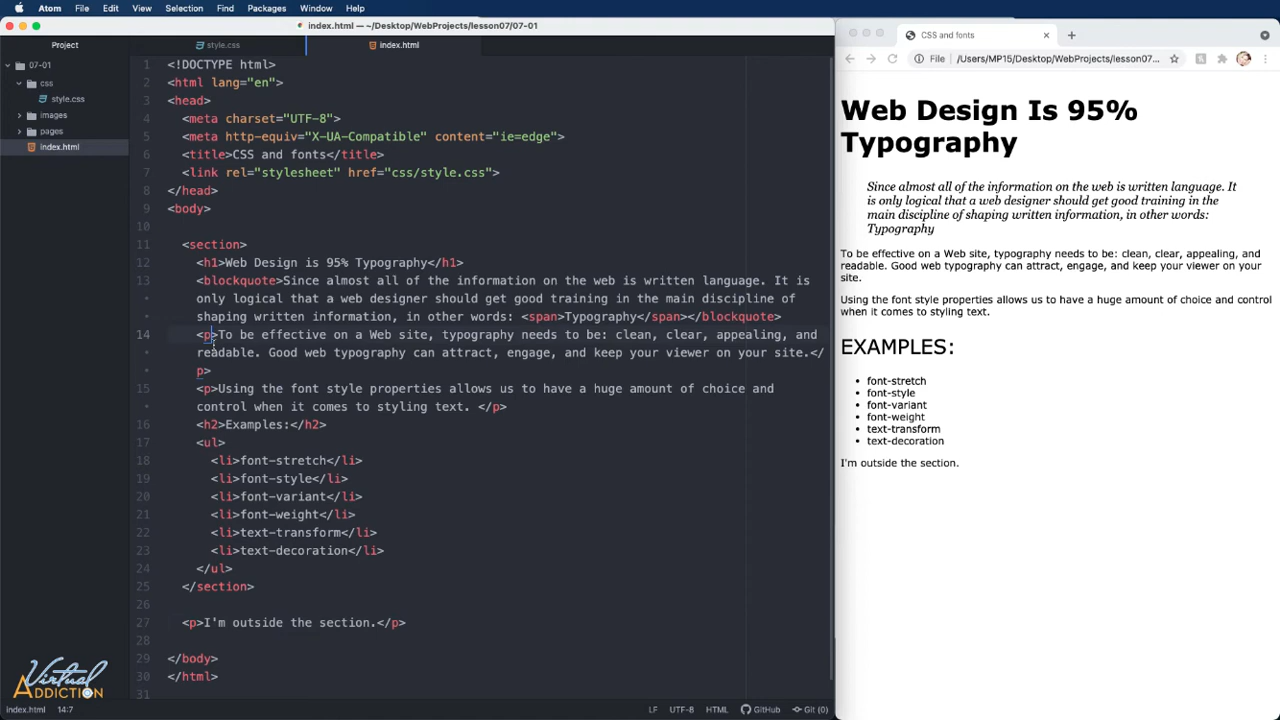 Atom File Edit View Selection Find Packages Window Help
index.html — ~/Desktop/WebProjects/lesson07/07-01
Project
style.css
index.html
07-01
css
style.css
images
pages
index.html
1 <!DOCTYPE html>
2 <html lang="en">
3 <head>
4 <meta charset="UTF-8">
5 <meta http-equiv="X-UA-Compatible" content="ie=edge">
6 <title>CSS and fonts</title>
7 <link rel="stylesheet" href="css/style.css">
8 </head>
9 <body>
10
11 <section>
12 <h1>Web Design is 95% Typography</h1>
13 <blockquote>Since almost all of the information on the web is written language. It is
• only logical that a web designer should get good training in the main discipline of
• shaping written information, in other words: <span>Typography</span></blockquote>
14 <p>To be effective on a Web site, typography needs to be: clean, clear, appealing, and
• readable. Good web typography can attract, engage, and keep your viewer on your site.</
• p>
15 <p>Using the font style properties allows us to have a huge amount of choice and
• control when it comes to styling text. </p>
16 <h2>Examples:</h2>
17 <ul>
18 <li>font-stretch</li>
19 <li>font-style</li>
20 <li>font-variant</li>
21 <li>font-weight</li>
22 <li>text-transform</li>
23 <li>text-decoration</li>
24 </ul>
25 </section>
26
27 <p>I'm outside the section.</p>
28
29 </body>
30 </html>
31
Virtual
ADDICTION
index.html 14:7
LF UTF-8 HTML GitHub Git (0)
CSS and fonts
File /Users/MP15/Desktop/WebProjects/lesson07...
Web Design Is 95%
Typography
Since almost all of the information on the web is written language. It
is only logical that a web designer should get good training in the
main discipline of shaping written information, in other words:
Typography
To be effective on a Web site, typography needs to be: clean, clear, appealing, and
readable. Good web typography can attract, engage, and keep your viewer on your
site.
Using the font style properties allows us to have a huge amount of choice and control
when it comes to styling text.
EXAMPLES:
• font-stretch
• font-style
• font-variant
• font-weight
• text-transform
• text-decoration
I'm outside the section.